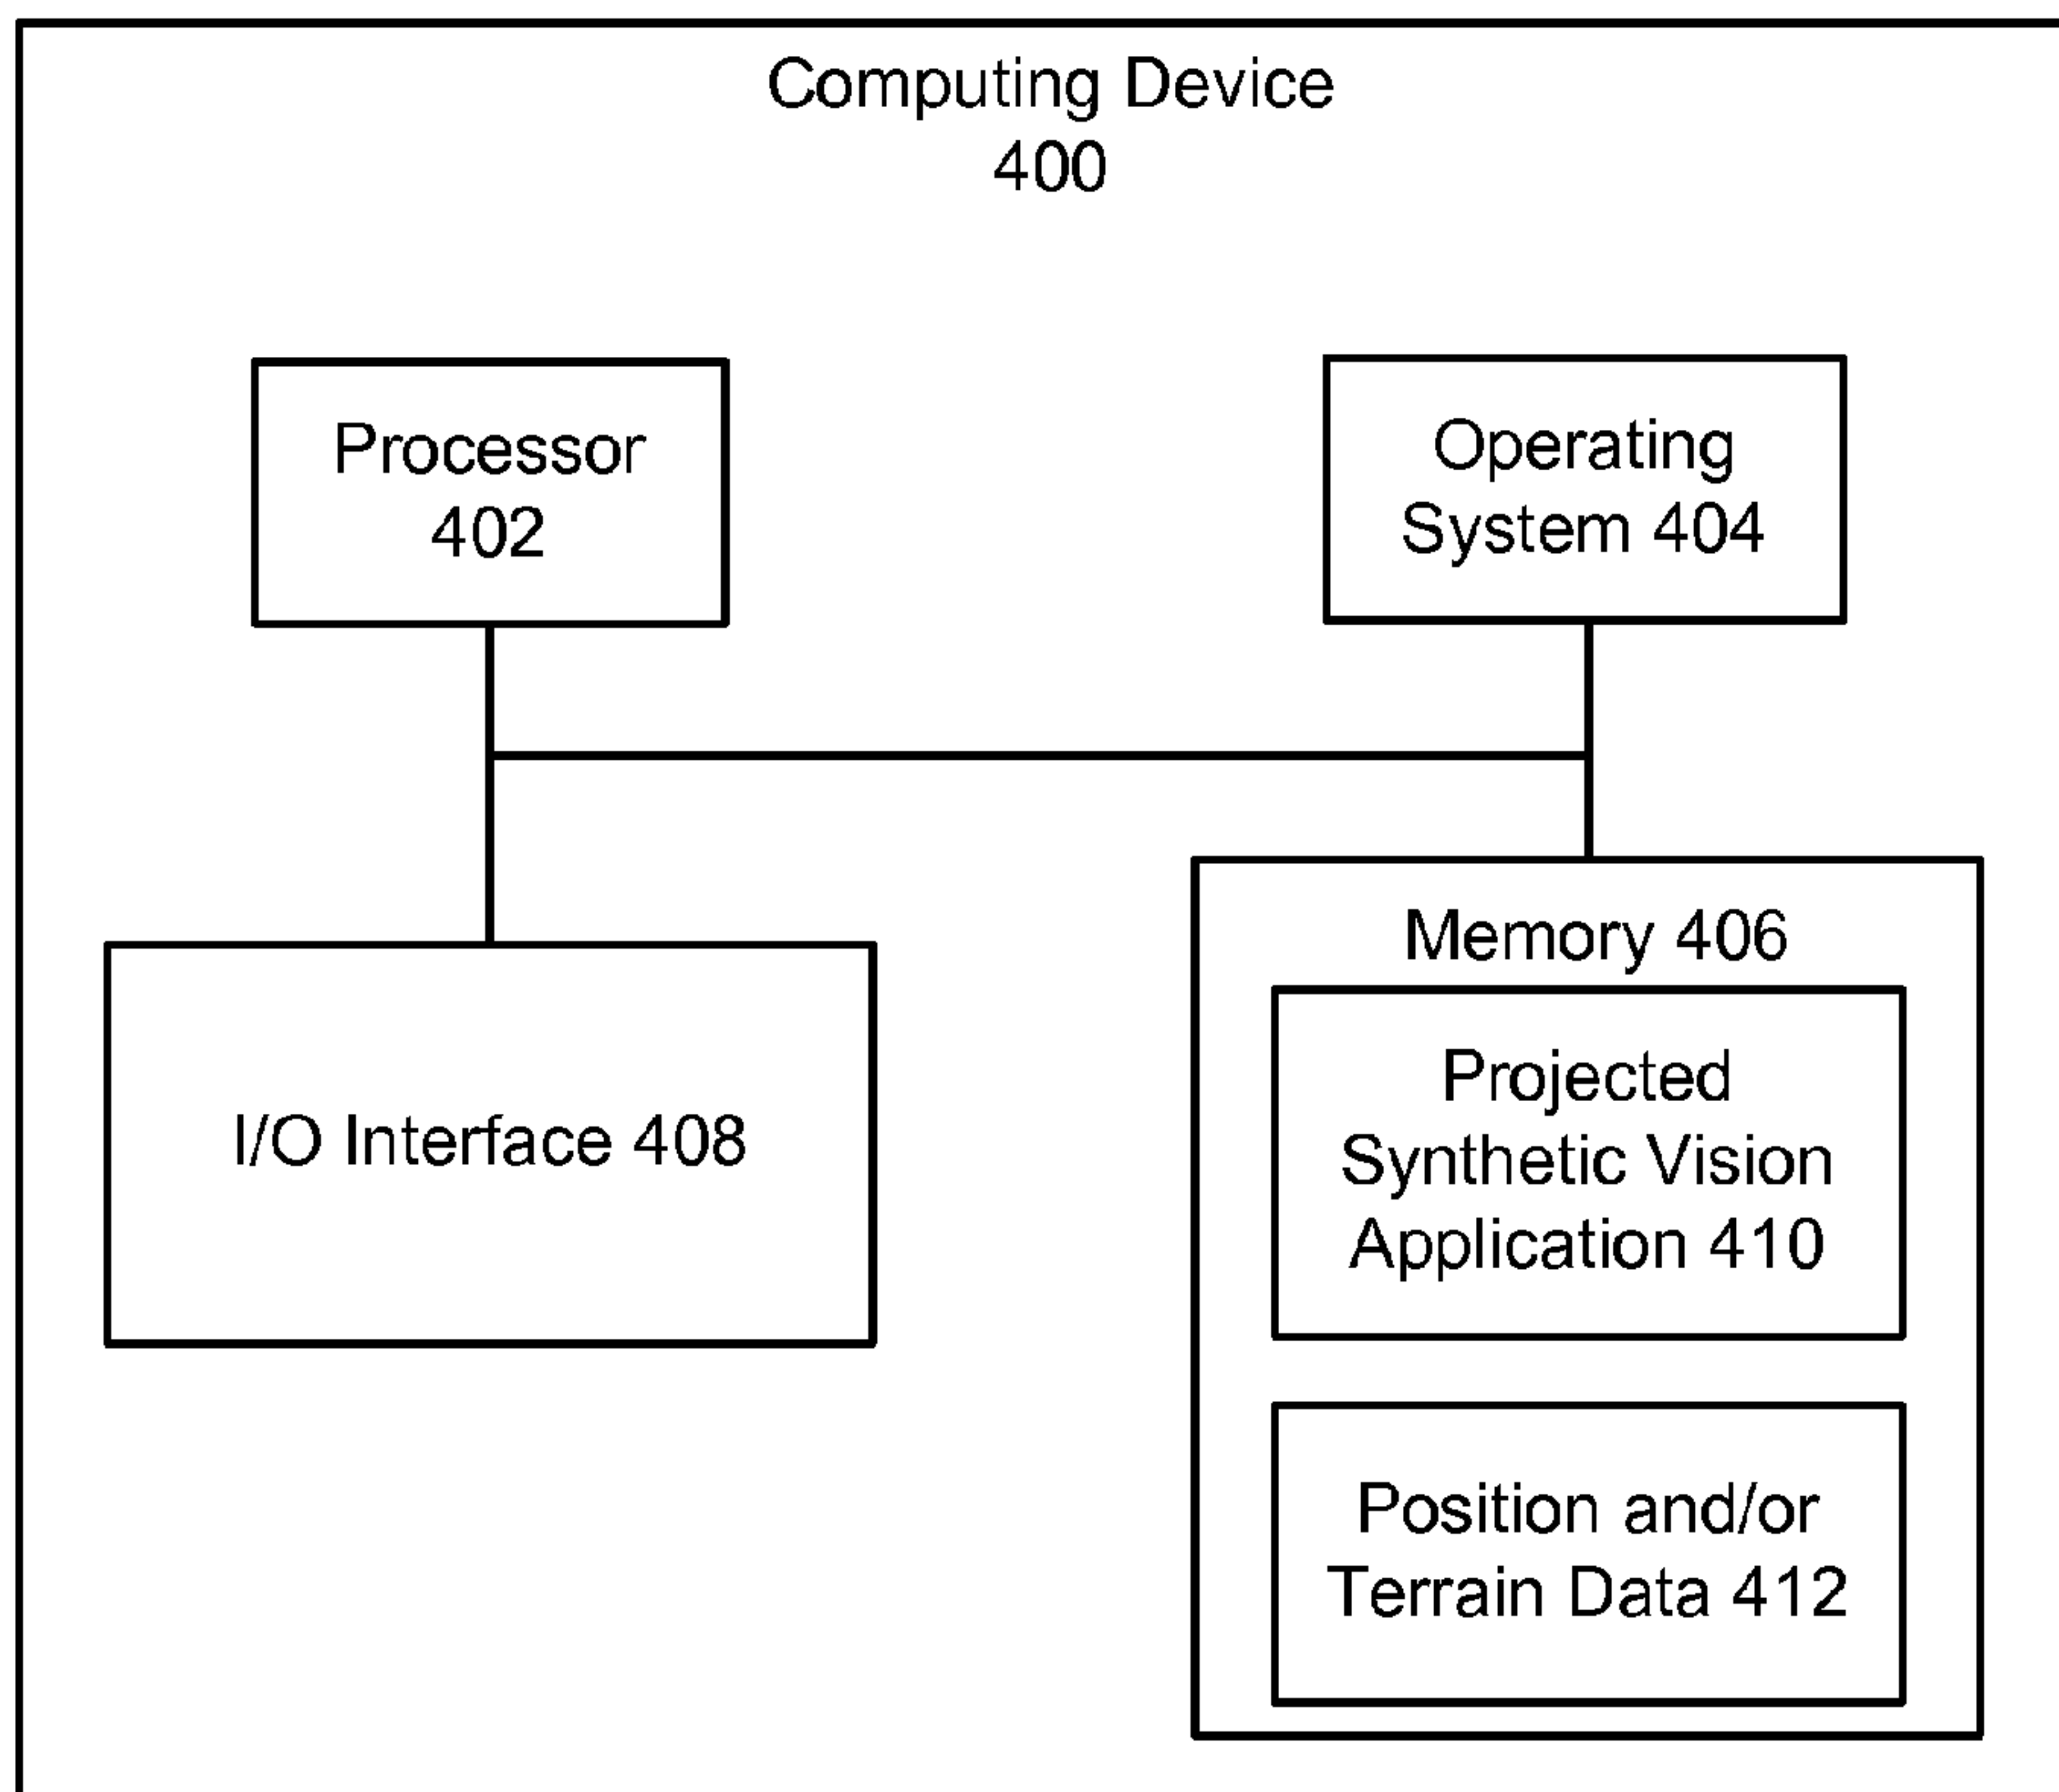 Computing Device
400
Processor
402
Operating
System 404
I/O Interface 408
Memory 406
Projected
Synthetic Vision
Application 410
Position and/or
Terrain Data 412